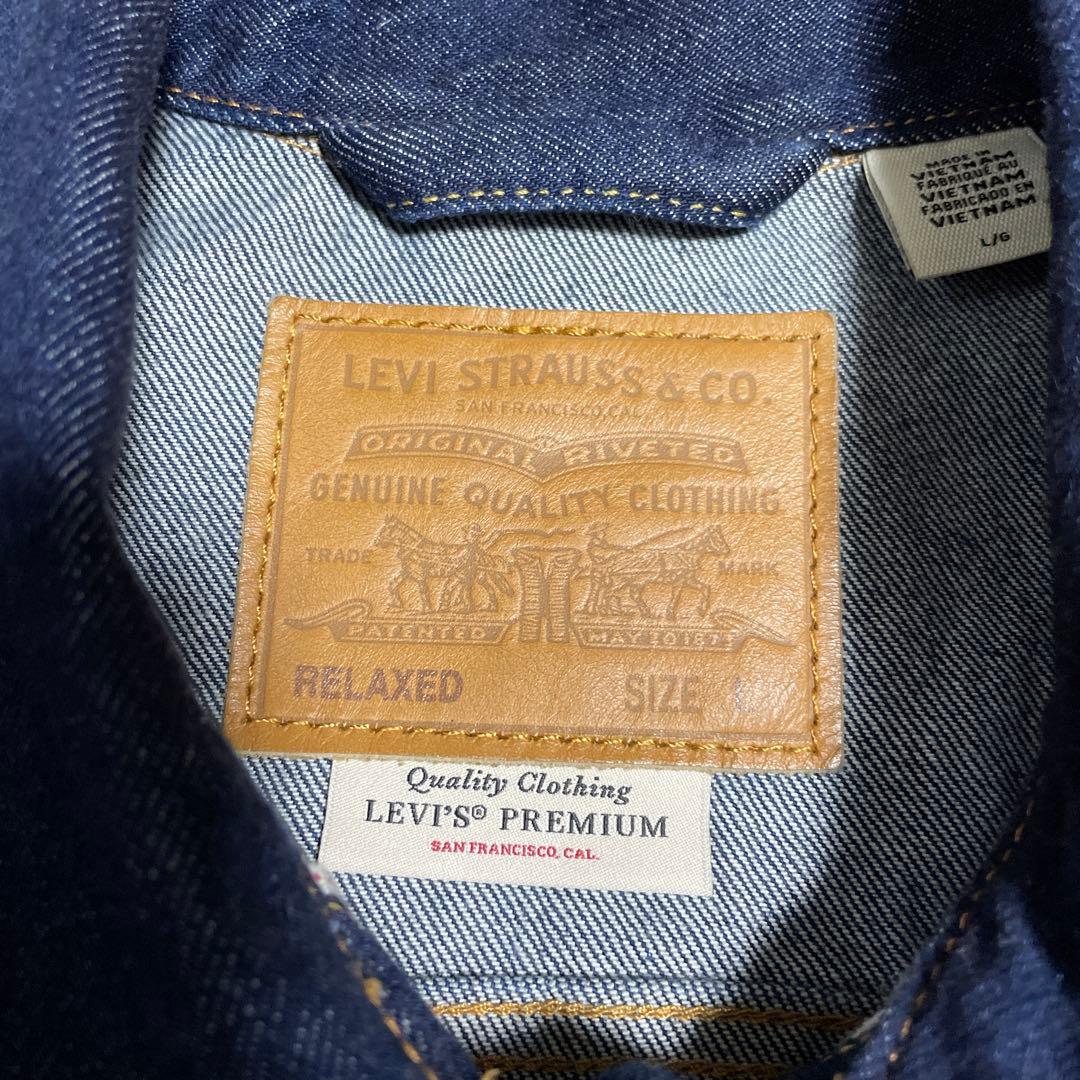 MADE IN
VIETNAM
FABRIQUÉ AU
VIETNAM
FABRICADO EN
VIETNAM
L/G
LEVI STRAUSS & CO.
SAN FRANCISCO, CAL.
ORIGINAL RIVETED
GENUINE QUALITY CLOTHING
TRADE MARK
PATENTED MAY 20 1873
RELAXED SIZE L
Quality Clothing
LEVI'S® PREMIUM
SAN FRANCISCO, CAL.